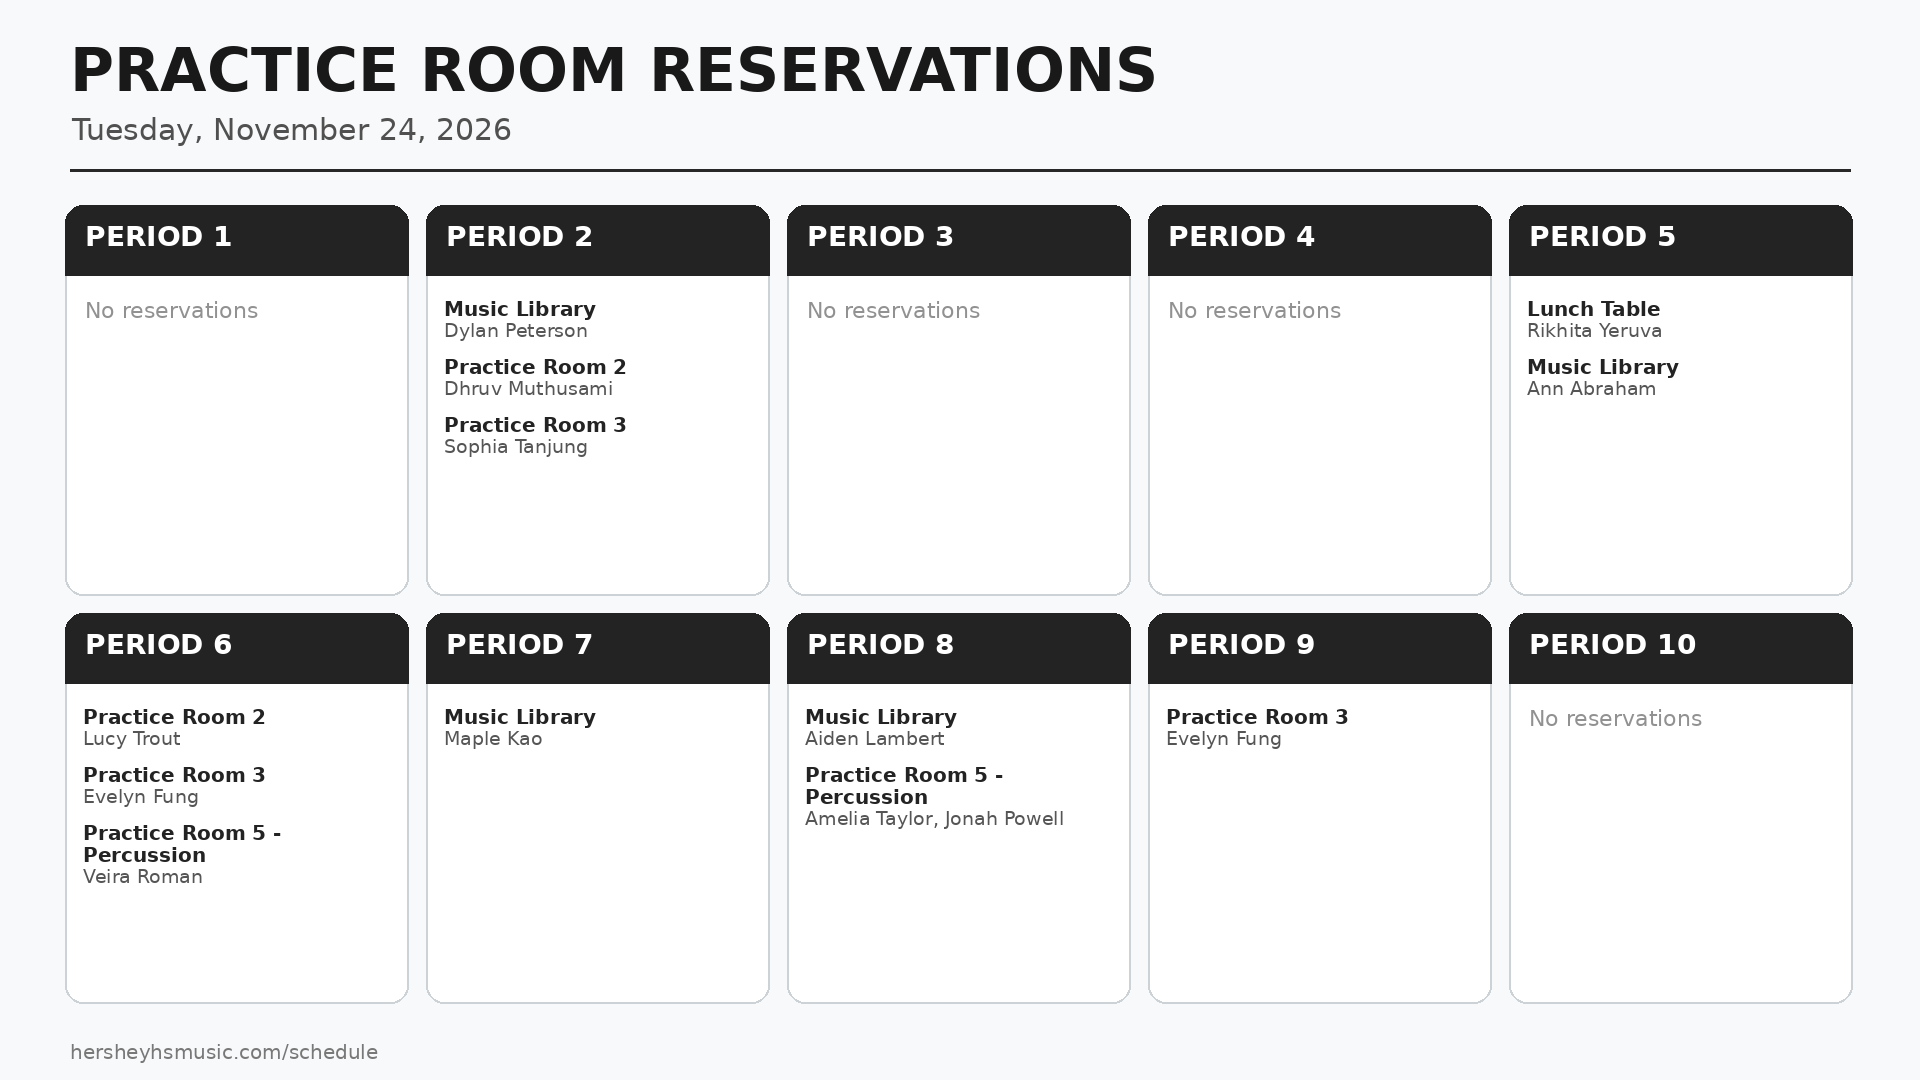 PRACTICE ROOM RESERVATIONS
Tuesday, November 24, 2026
PERIOD 1
No reservations
PERIOD 2
Music Library
Dylan Peterson
Practice Room 2
Dhruv Muthusami
Practice Room 3
Sophia Tanjung
PERIOD 3
No reservations
PERIOD 4
No reservations
PERIOD 5
Lunch Table
Rikhita Yeruva
Music Library
Ann Abraham
PERIOD 6
Practice Room 2
Lucy Trout
Practice Room 3
Evelyn Fung
Practice Room 5 -
Percussion
Veira Roman
PERIOD 7
Music Library
Maple Kao
PERIOD 8
Music Library
Aiden Lambert
Practice Room 5 -
Percussion
Amelia Taylor, Jonah Powell
PERIOD 9
Practice Room 3
Evelyn Fung
PERIOD 10
No reservations
hersheyhsmusic.com/schedule